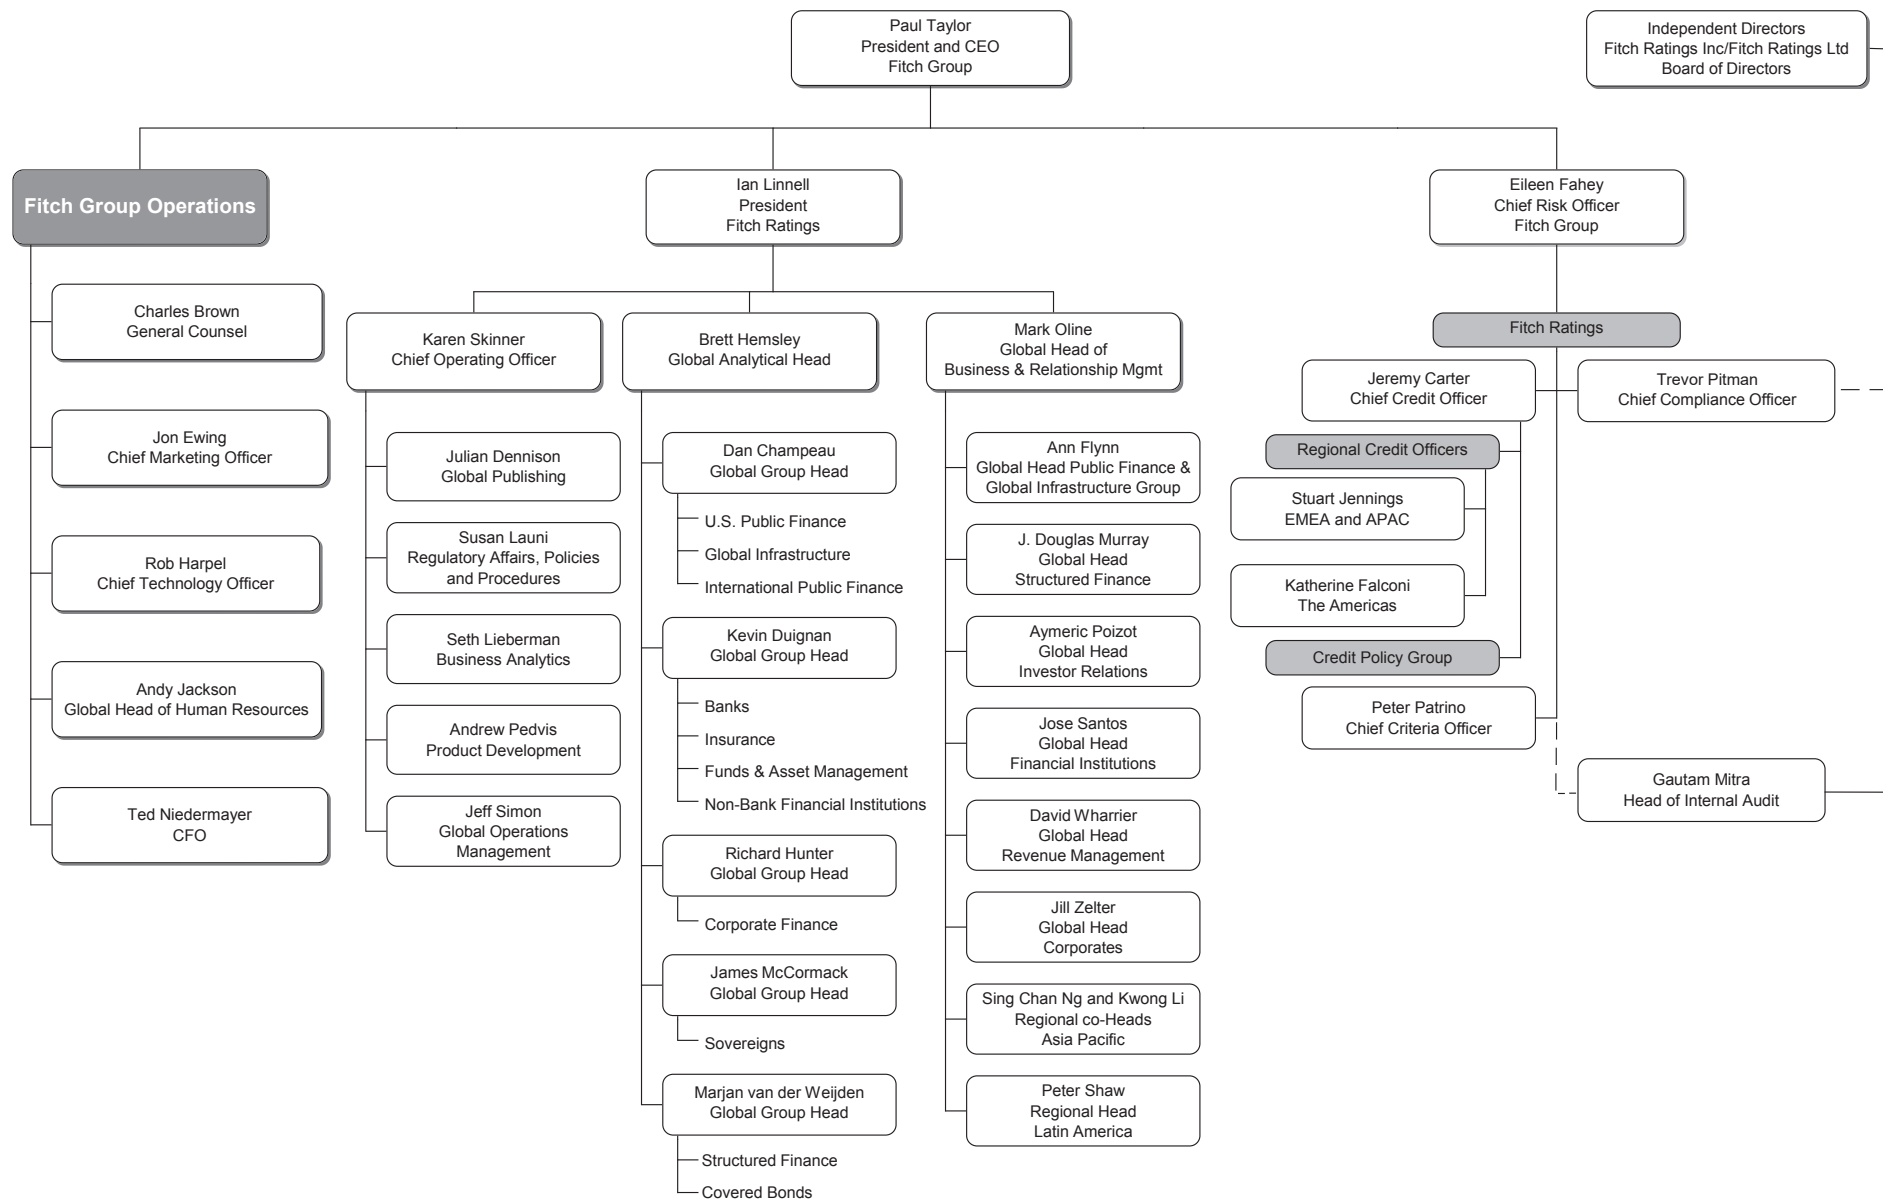 Paul Taylor
President and CEO
Fitch Group
Independent Directors
Fitch Ratings Inc/Fitch Ratings Ltd
Board of Directors
Fitch Group Operations
Charles Brown
General Counsel
Jon Ewing
Chief Marketing Officer
Rob Harpel
Chief Technology Officer
Andy Jackson
Global Head of Human Resources
Ted Niedermayer
CFO
Ian Linnell
President
Fitch Ratings
Karen Skinner
Chief Operating Officer
Julian Dennison
Global Publishing
Susan Launi
Regulatory Affairs, Policies
and Procedures
Seth Lieberman
Business Analytics
Andrew Pedvis
Product Development
Jeff Simon
Global Operations
Management
Brett Hemsley
Global Analytical Head
Dan Champeau
Global Group Head
U.S. Public Finance
Global Infrastructure
International Public Finance
Kevin Duignan
Global Group Head
Banks
Insurance
Funds & Asset Management
Non-Bank Financial Institutions
Richard Hunter
Global Group Head
Corporate Finance
James McCormack
Global Group Head
Sovereigns
Marjan van der Weijden
Global Group Head
Structured Finance
Covered Bonds
Mark Oline
Global Head of
Business & Relationship Mgmt
Ann Flynn
Global Head Public Finance &
Global Infrastructure Group
J. Douglas Murray
Global Head
Structured Finance
Aymeric Poizot
Global Head
Investor Relations
Jose Santos
Global Head
Financial Institutions
David Wharrier
Global Head
Revenue Management
Jill Zelter
Global Head
Corporates
Sing Chan Ng and Kwong Li
Regional co-Heads
Asia Pacific
Peter Shaw
Regional Head
Latin America
Eileen Fahey
Chief Risk Officer
Fitch Group
Fitch Ratings
Jeremy Carter
Chief Credit Officer
Trevor Pitman
Chief Compliance Officer
Regional Credit Officers
Stuart Jennings
EMEA and APAC
Katherine Falconi
The Americas
Credit Policy Group
Peter Patrino
Chief Criteria Officer
Gautam Mitra
Head of Internal Audit